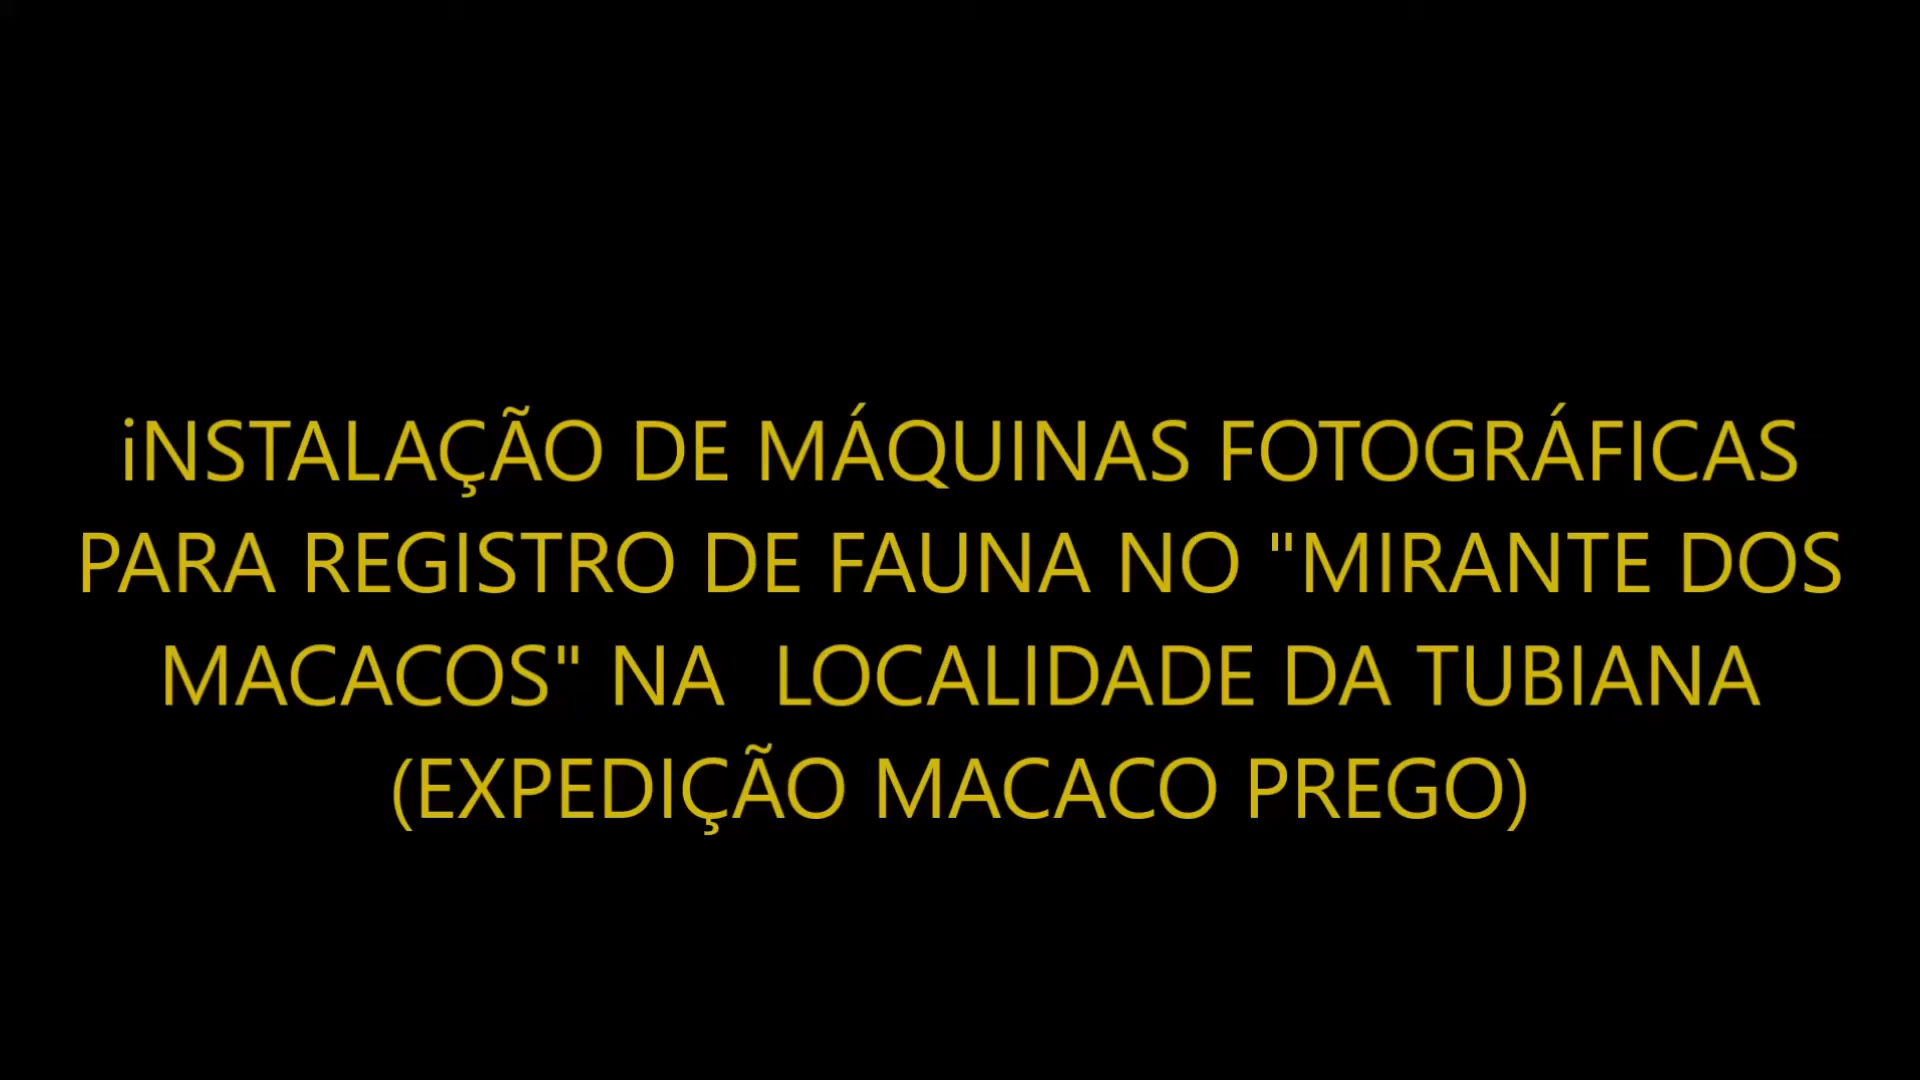 iNSTALAÇÃO DE MÁQUINAS FOTOGRÁFICAS
PARA REGISTRO DE FAUNA NO "MIRANTE DOS
MACACOS" NA  LOCALIDADE DA TUBIANA
(EXPEDIÇÃO MACACO PREGO)